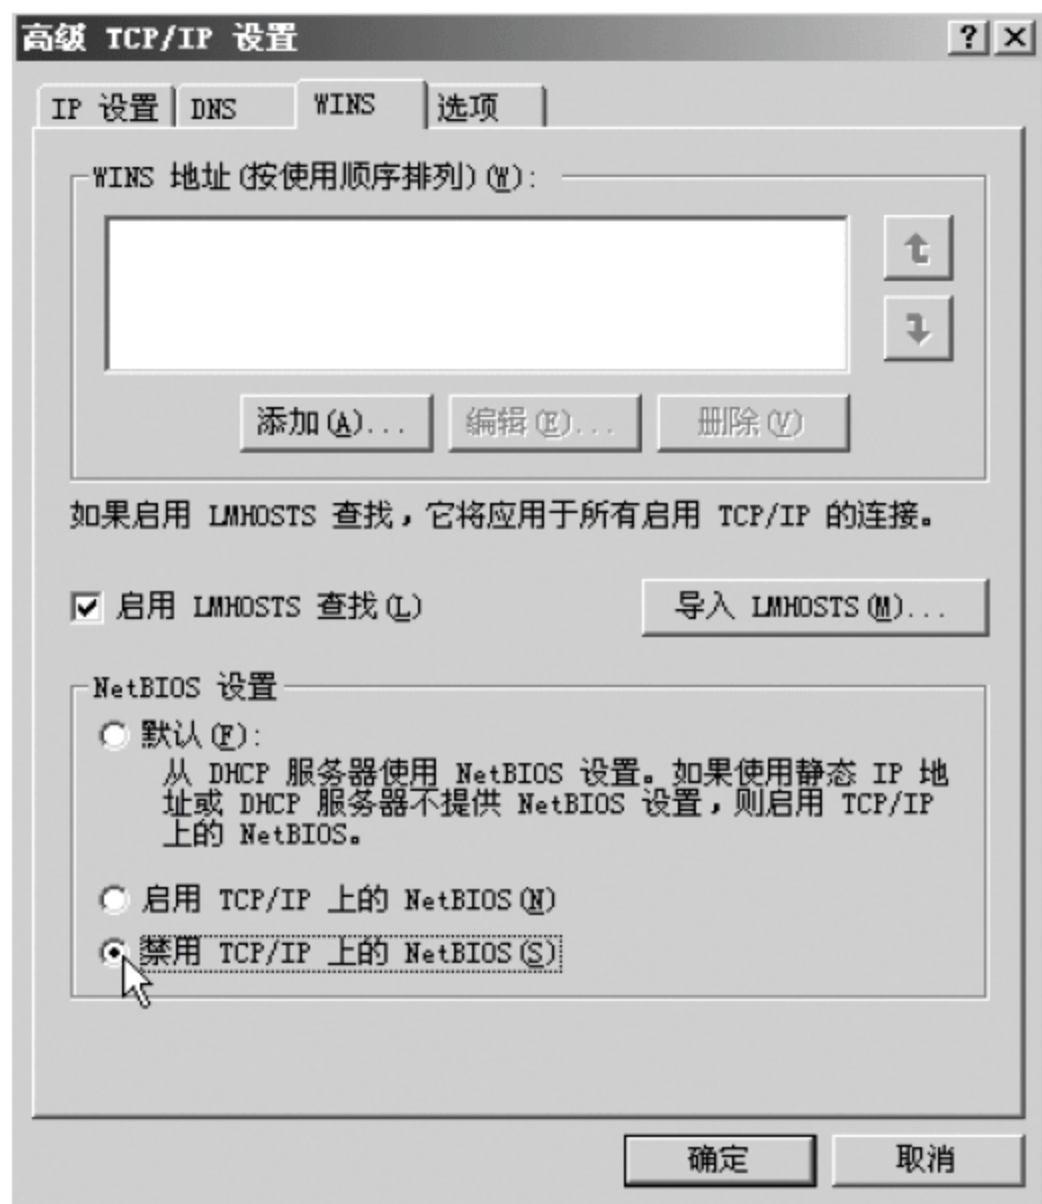 高级 TCP/IP 设置
IP 设置 DNS WINS 选项
WINS 地址(按使用顺序排列)(W):
添加(A)... 编辑(E)... 删除(V)
如果启用 LMHOSTS 查找，它将应用于所有启用 TCP/IP 的连接。
启用 LMHOSTS 查找(L) 导入 LMHOSTS(M)...
NetBIOS 设置
默认(F):
从 DHCP 服务器使用 NetBIOS 设置。如果使用静态 IP 地
址或 DHCP 服务器不提供 NetBIOS 设置，则启用 TCP/IP
上的 NetBIOS。
启用 TCP/IP 上的 NetBIOS(N)
禁用 TCP/IP 上的 NetBIOS(S)
确定 取消